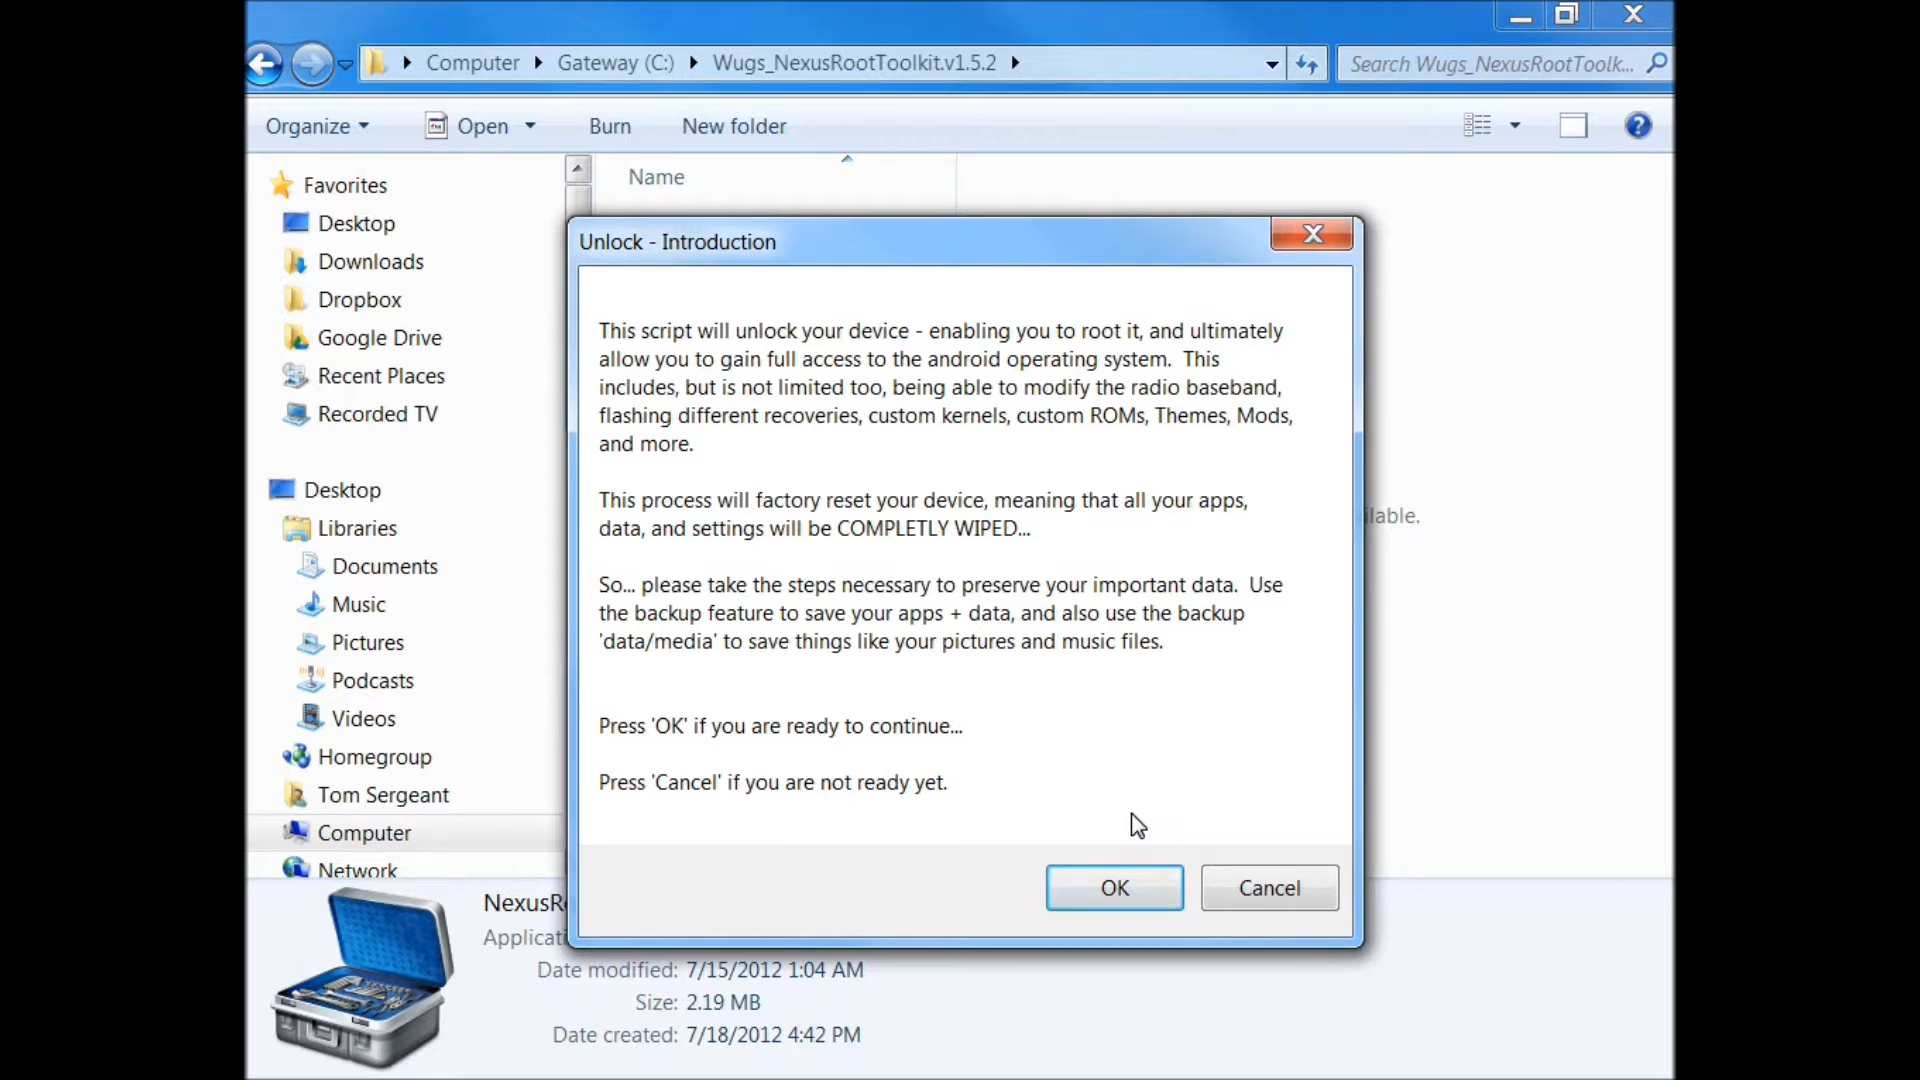 Computer Gateway (C:) Wugs_NexusRootToolkit.v1.5.2
Search Wugs_NexusRootToolk...
Organize Open Burn New folder
Favorites
Desktop
Downloads
Dropbox
Google Drive
Recent Places
Recorded TV
Desktop
Libraries
Documents
Music
Pictures
Podcasts
Videos
Homegroup
Tom Sergeant
Computer
Network
Name
Unlock - Introduction
This script will unlock your device - enabling you to root it, and ultimately
allow you to gain full access to the android operating system.  This
includes, but is not limited too, being able to modify the radio baseband,
flashing different recoveries, custom kernels, custom ROMs, Themes, Mods,
and more.
This process will factory reset your device, meaning that all your apps,
data, and settings will be COMPLETLY WIPED...
So... please take the steps necessary to preserve your important data.  Use
the backup feature to save your apps + data, and also use the backup
'data/media' to save things like your pictures and music files.
Press 'OK' if you are ready to continue...
Press 'Cancel' if you are not ready yet.
OK Cancel
lable.
NexusR
Applicati
Date modified: 7/15/2012 1:04 AM
Size: 2.19 MB
Date created: 7/18/2012 4:42 PM